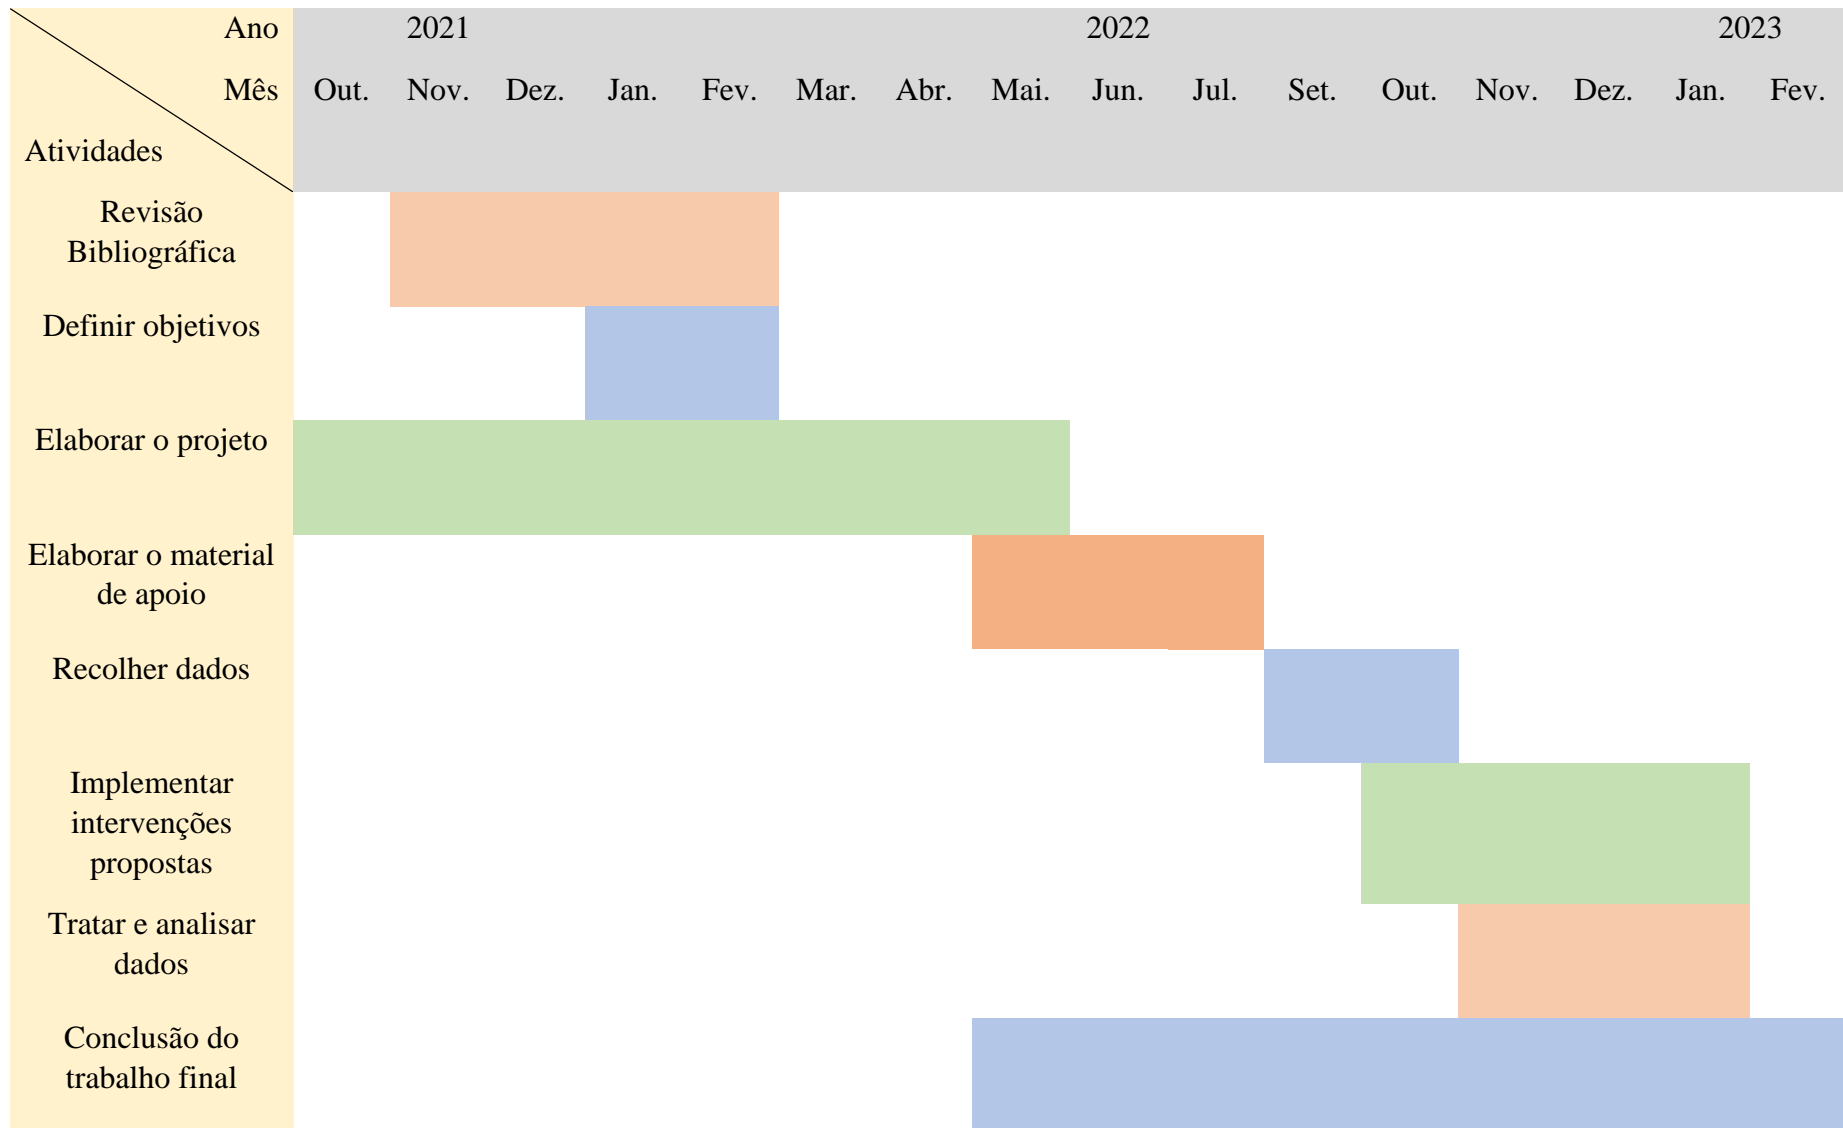 Ano 2021 2022 2023
Mês Out. Nov. Dez. Jan. Fev. Mar. Abr. Mai. Jun. Jul. Set. Out. Nov. Dez. Jan. Fev.
Atividades
Revisão
Bibliográfica
Definir objetivos
Elaborar o projeto
Elaborar o material
de apoio
Recolher dados
Implementar
intervenções
propostas
Tratar e analisar
dados
Conclusão do
trabalho final